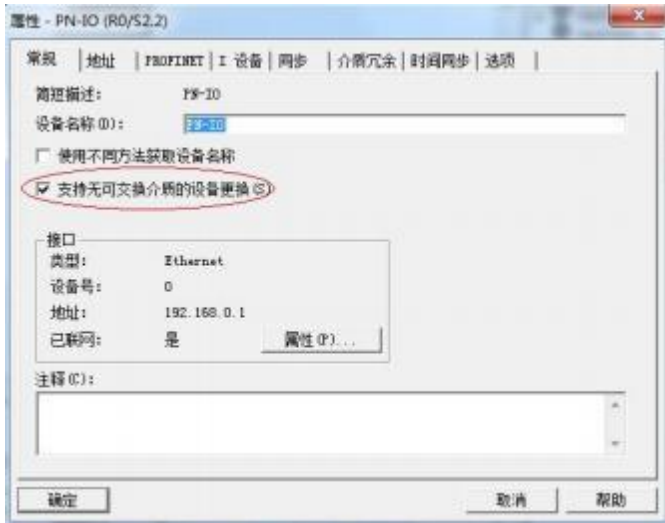 属性 - PN-IO (R0/S2.2)
常规 地址 PROFINET I 设备 同步 介质冗余 时间同步 选项
简短描述: PN-IO
设备名称(D): PN-IO
使用不同方法获取设备名称
支持无可交换介质的设备更换(S)
接口
类型: Ethernet
设备号: 0
地址: 192.168.0.1
已联网: 是 属性(P)...
注释(C):
确定 取消 帮助